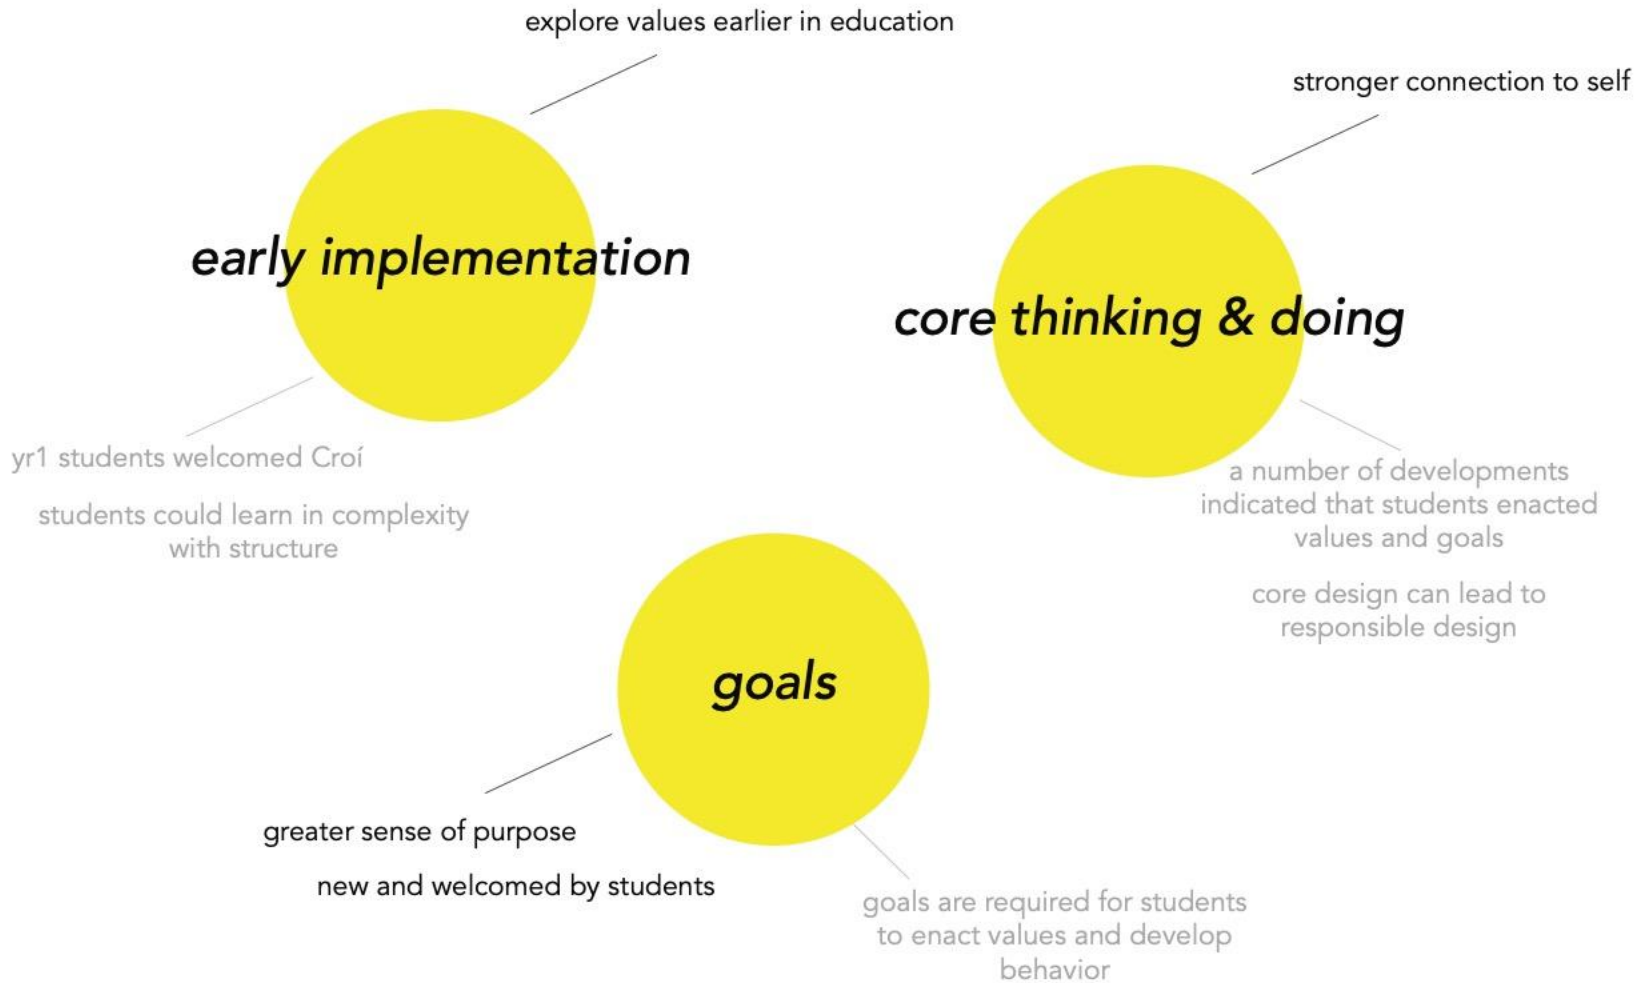 explore values earlier in education
stronger connection to self
early implementation
core thinking & doing
yr1 students welcomed Croí
students could learn in complexity
with structure
a number of developments
indicated that students enacted
values and goals
core design can lead to
responsible design
goals
greater sense of purpose
new and welcomed by students
goals are required for students
to enact values and develop
behavior